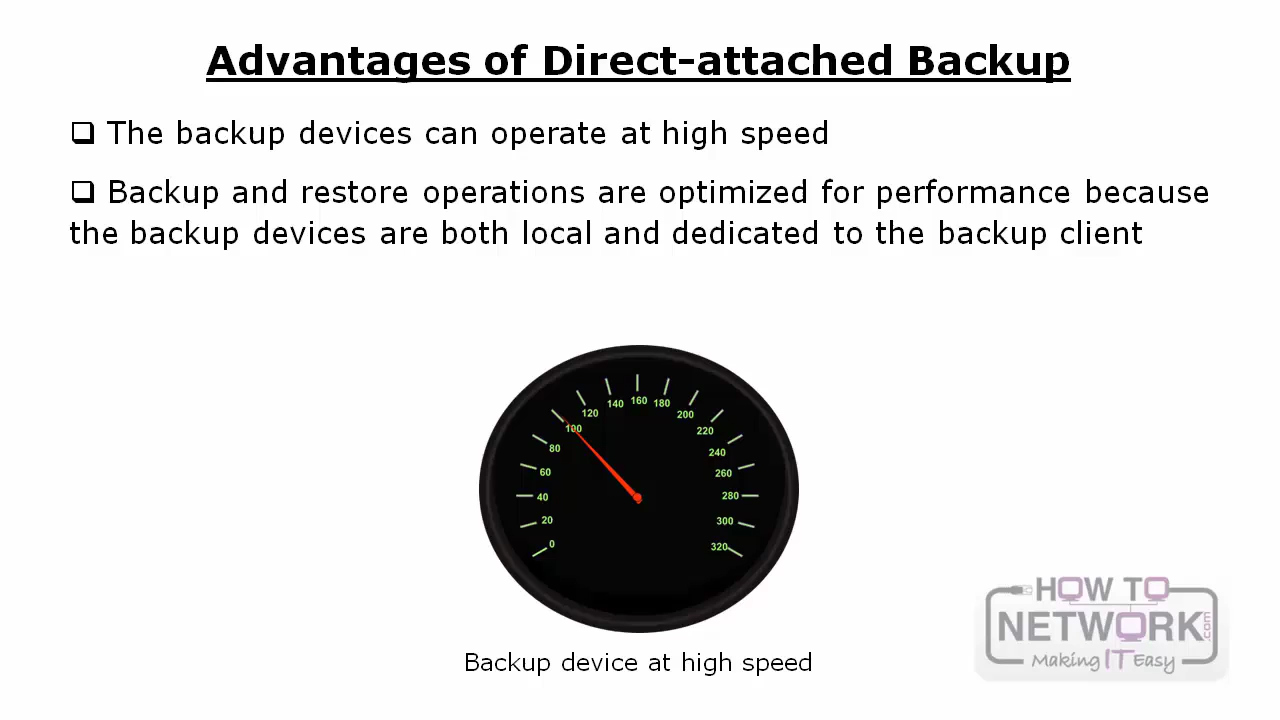 Advantages of Direct-attached Backup
❑ The backup devices can operate at high speed
❑ Backup and restore operations are optimized for performance because
the backup devices are both local and dedicated to the backup client
0
20
40
60
80
100
120
140
160
180
200
220
240
260
280
300
320
Backup device at high speed
HOW TO
NETWORK.com
Making IT Easy